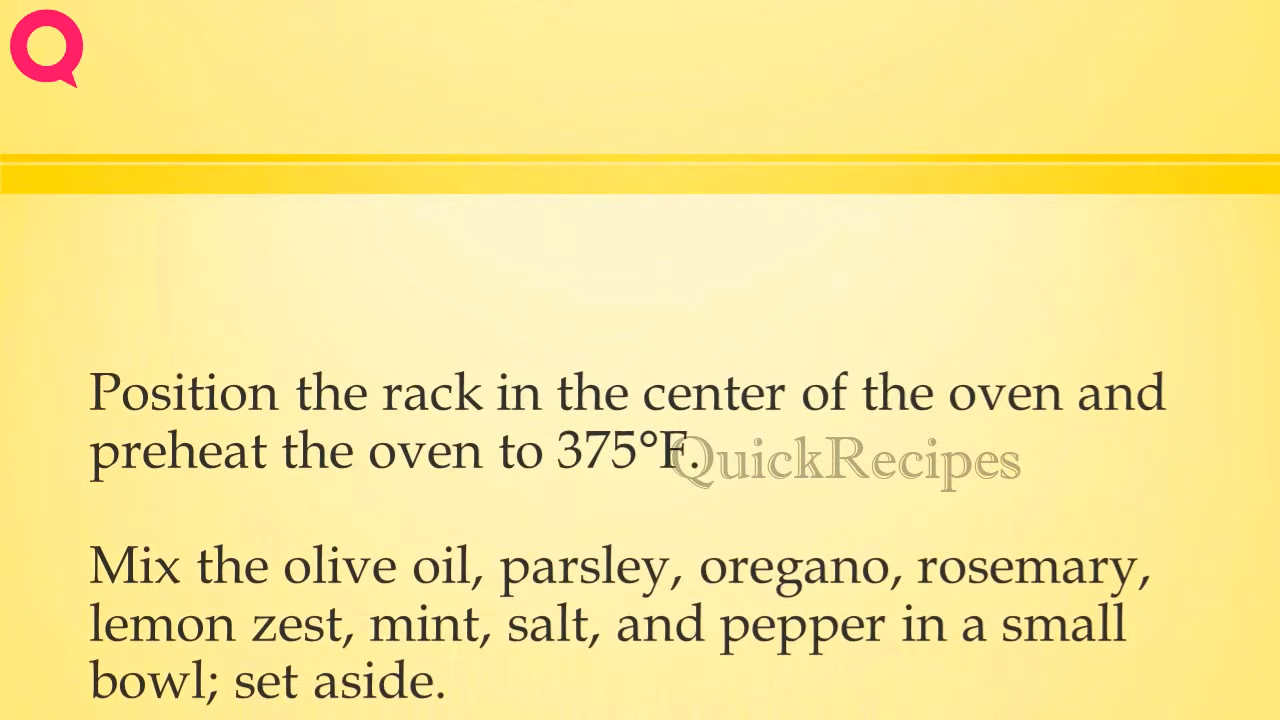 Position the rack in the center of the oven and
preheat the oven to 375°F.
QuickRecipes
Mix the olive oil, parsley, oregano, rosemary,
lemon zest, mint, salt, and pepper in a small
bowl; set aside.